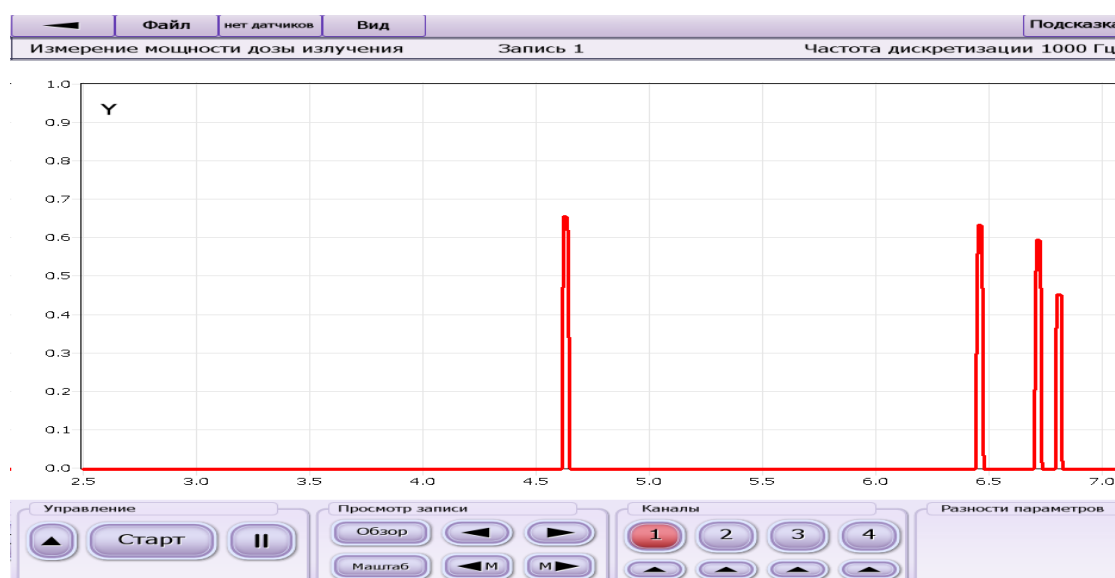 Файл нет датчиков Вид Подсказка
Измерение мощности дозы излучения Запись 1 Частота дискретизации 1000 Гц
1.0
Y
0.9
0.8
0.7
0.6
0.5
0.4
0.3
0.2
0.1
0.0
2.5 3.0 3.5 4.0 4.5 5.0 5.5 6.0 6.5 7.0
Управление Просмотр записи Каналы Разности параметров
Старт Обзор 1 2 3 4
Маштаб М М